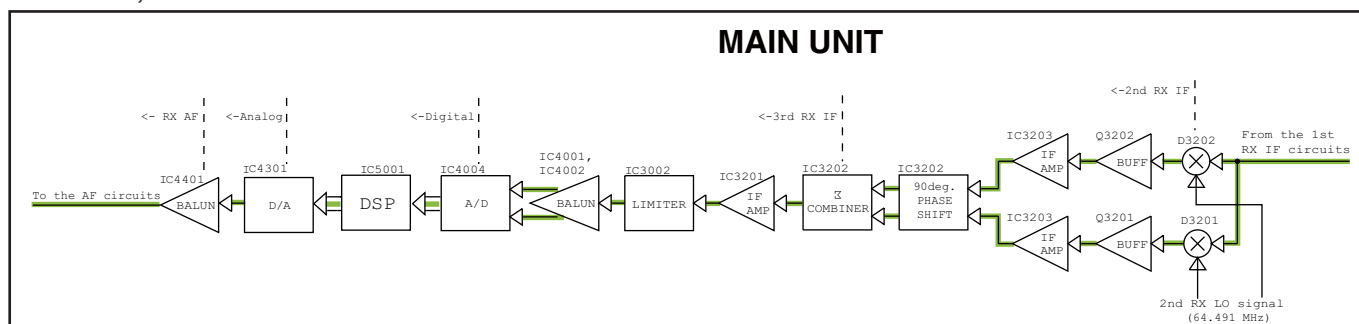 MAIN UNIT
<- RX AF
<-Analog
<-Digital
<-3rd RX IF
<-2nd RX IF
From the 1st
RX IF circuits
To the AF circuits
IC4401
BALUN
IC4301
D/A
IC5001
DSP
IC4004
A/D
IC4001,
IC4002
BALUN
IC3002
LIMITER
IC3201
IF
AMP
IC3202
Σ
COMBINER
IC3202
90deg.
PHASE
SHIFT
IC3203
IF
AMP
Q3202
BUFF
D3202
IC3203
IF
AMP
Q3201
BUFF
D3201
2nd RX LO signal
(64.491 MHz)